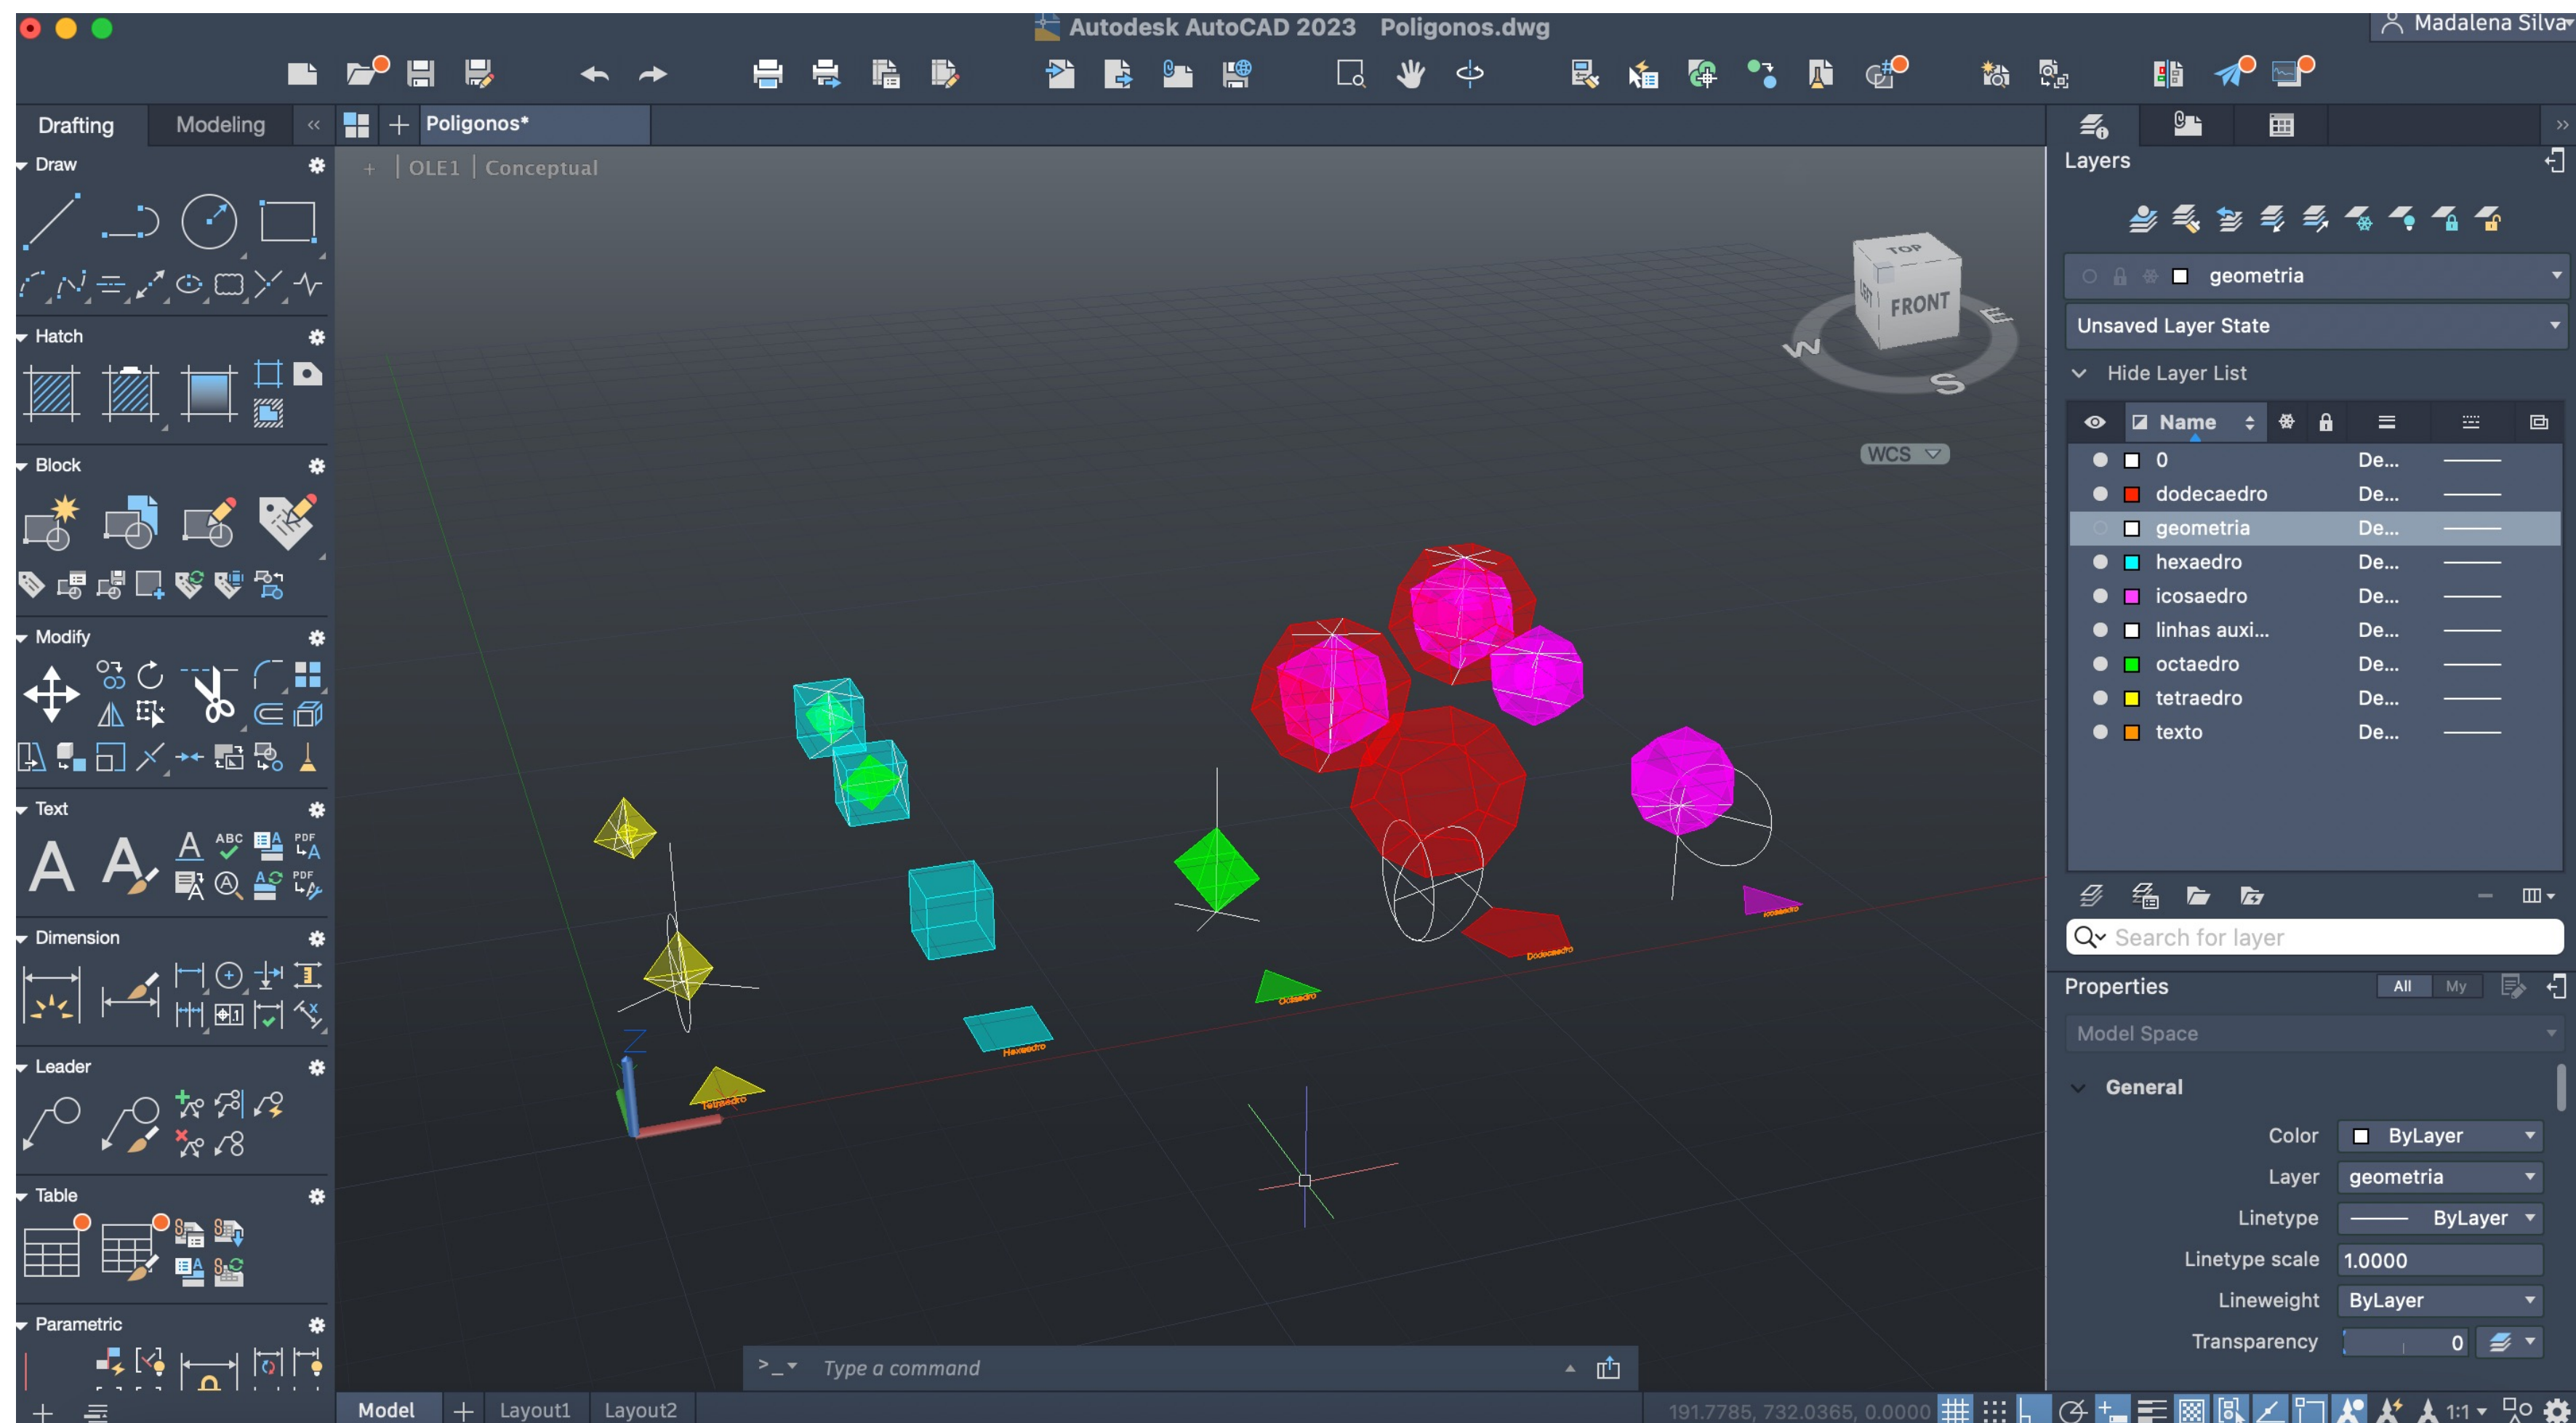 Autodesk AutoCAD 2023 Poligonos.dwg
Madalena Silva
Drafting
Modeling
Poligonos*
Draw
+ | OLE1 | Conceptual
Hatch
Block
Modify
Text
A A A ABC A PDF
A
A A PDF
Dimension
Leader
Table
Parametric
TOP
LEFT
FRONT
W
S
E
WCS
Z
Tetraedro
Hexaedro
Octaedro
Dodecaedro
Icosaedro
>_ Type a command
Model
Layout1
Layout2
191.7785, 732.0365, 0.0000
1:1
Layers
geometria
Unsaved Layer State
Hide Layer List
Name
0 De...
dodecaedro De...
geometria De...
hexaedro De...
icosaedro De...
linhas auxi... De...
octaedro De...
tetraedro De...
texto De...
Search for layer
Properties
All My
Model Space
General
Color ByLayer
Layer geometria
Linetype ByLayer
Linetype scale 1.0000
Lineweight ByLayer
Transparency 0